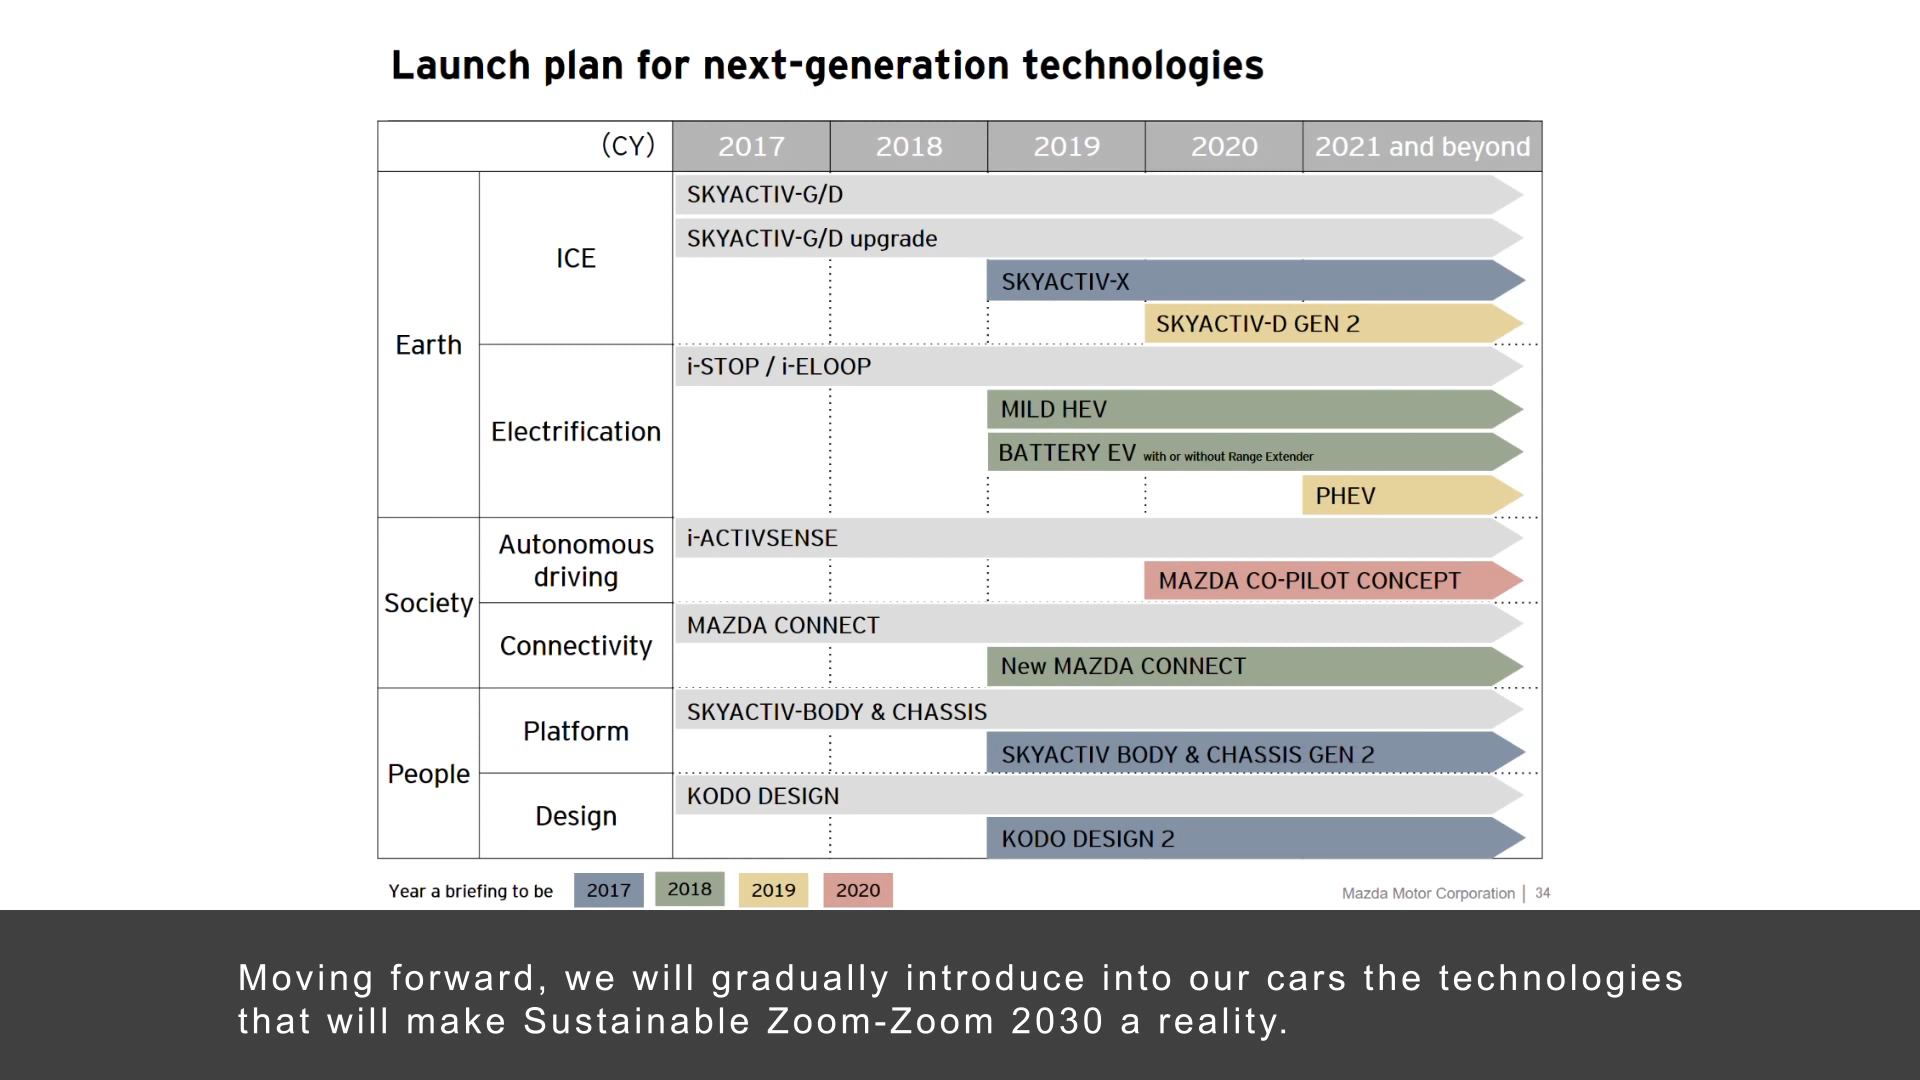 Launch plan for next-generation technologies
(CY) 2017 2018 2019 2020 2021 and beyond
Earth
ICE
SKYACTIV-G/D
SKYACTIV-G/D upgrade
SKYACTIV-X
SKYACTIV-D GEN 2
Electrification
i-STOP / i-ELOOP
MILD HEV
BATTERY EV with or without Range Extender
PHEV
Society
Autonomous
driving
i-ACTIVSENSE
MAZDA CO-PILOT CONCEPT
Connectivity
MAZDA CONNECT
New MAZDA CONNECT
People
Platform
SKYACTIV-BODY & CHASSIS
SKYACTIV BODY & CHASSIS GEN 2
Design
KODO DESIGN
KODO DESIGN 2
Year a briefing to be 2017 2018 2019 2020
Mazda Motor Corporation | 34
Moving forward, we will gradually introduce into our cars the technologies
that will make Sustainable Zoom-Zoom 2030 a reality.